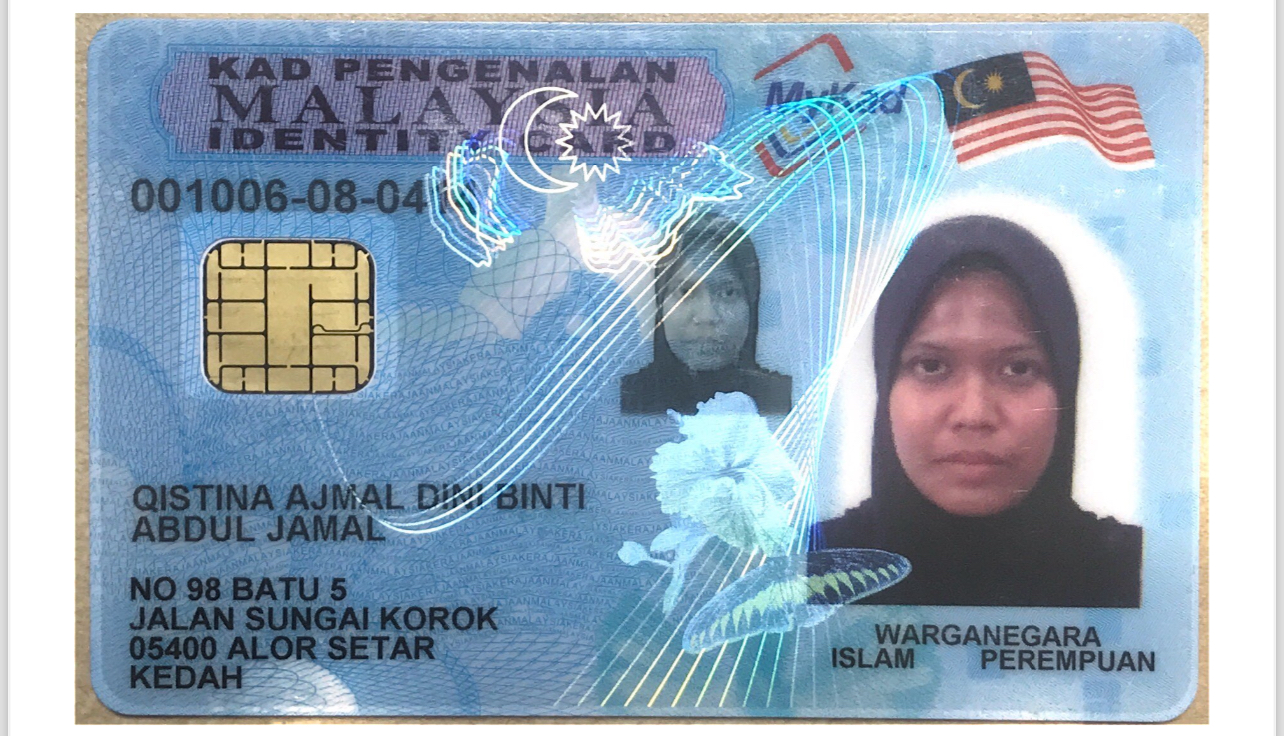 KAD PENGENALAN
MALAYSIA
IDENTITY CARD
MyKad
001006-08-04
QISTINA AJMAL DINI BINTI
ABDUL JAMAL
NO 98 BATU 5
JALAN SUNGAI KOROK
05400 ALOR SETAR
KEDAH
WARGANEGARA
ISLAM PEREMPUAN